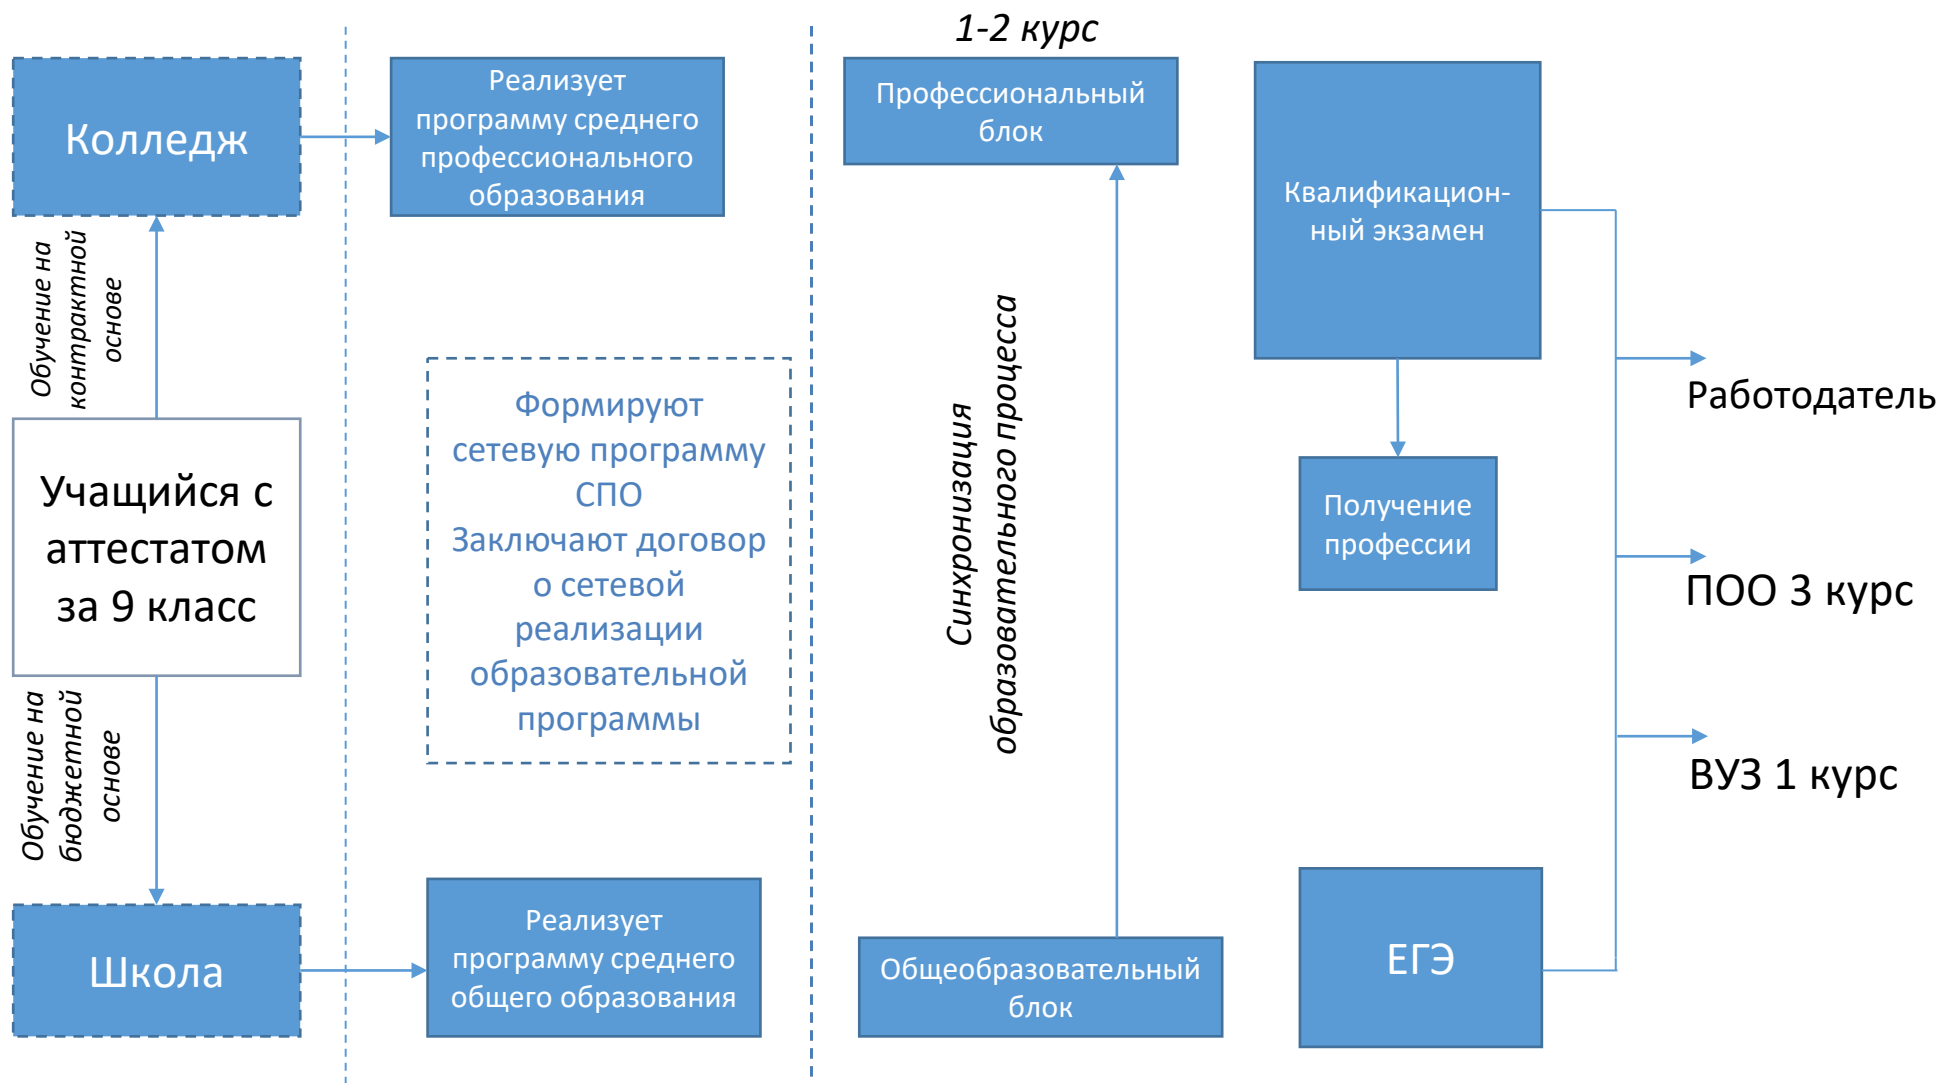 Колледж
Обучение на
контрактной
основе
Учащийся с
аттестатом
за 9 класс
Обучение на
бюджетной
основе
Школа
Реализует
программу среднего
профессионального
образования
Формируют
сетевую программу
СПО
Заключают договор
о сетевой
реализации
образовательной
программы
Реализует
программу среднего
общего образования
1-2 курс
Профессиональный
блок
Синхронизация
образовательного процесса
Общеобразовательный
блок
Квалификацион-
ный экзамен
Получение
профессии
ЕГЭ
Работодатель
ПОО 3 курс
ВУЗ 1 курс